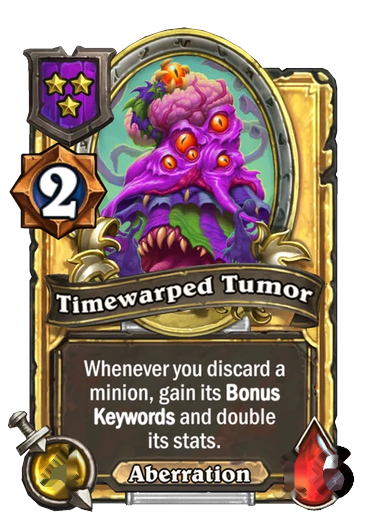 2
Timewarped Tumor
Whenever you discard a
minion, gain its Bonus
Keywords and double
its stats.
Aberration